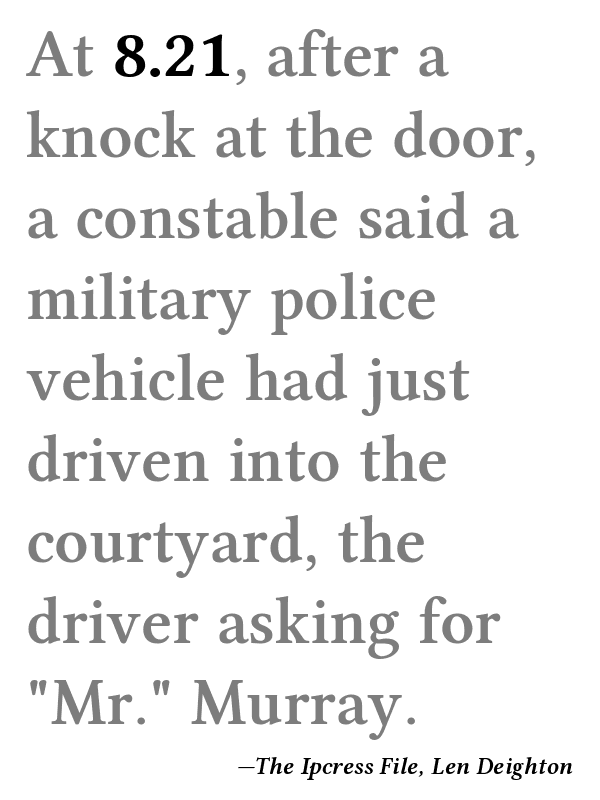 At 8.21, after a
knock at the door,
a constable said a
military police
vehicle had just
driven into the
courtyard, the
driver asking for
"Mr." Murray.
—The Ipcress File, Len Deighton